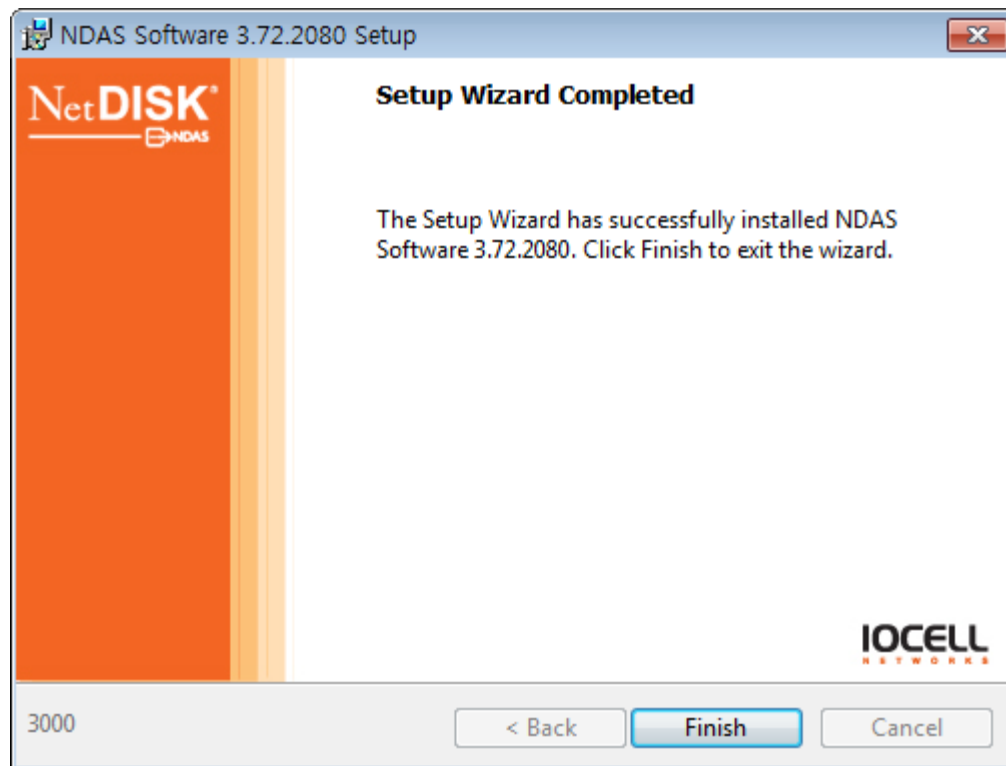 NDAS Software 3.72.2080 Setup
NetDISK®
NDAS
Setup Wizard Completed
The Setup Wizard has successfully installed NDAS
Software 3.72.2080. Click Finish to exit the wizard.
IOCELL
NETWORKS
3000
< Back
Finish
Cancel